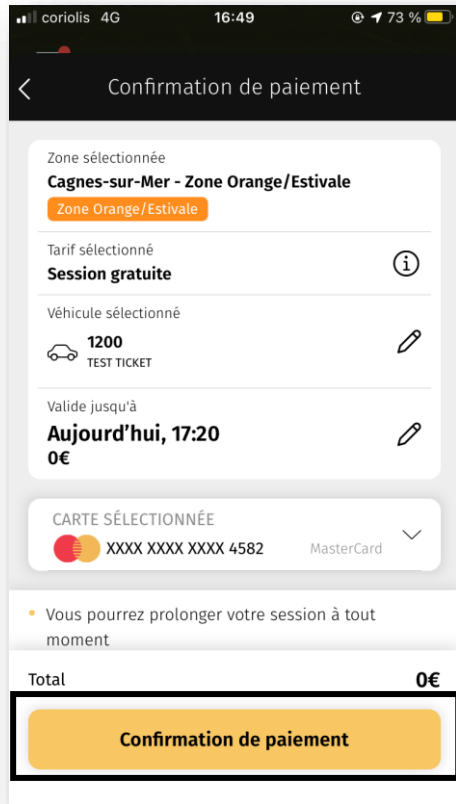 coriolis 4G 16:49 73 %
Confirmation de paiement
Zone sélectionnée
Cagnes-sur-Mer - Zone Orange/Estivale
Zone Orange/Estivale
Tarif sélectionné
Session gratuite
Véhicule sélectionné
1200
TEST TICKET
Valide jusqu'à
Aujourd'hui, 17:20
0€
CARTE SÉLECTIONNÉE
XXXX XXXX XXXX 4582 MasterCard
• Vous pourrez prolonger votre session à tout
moment
Total 0€
Confirmation de paiement